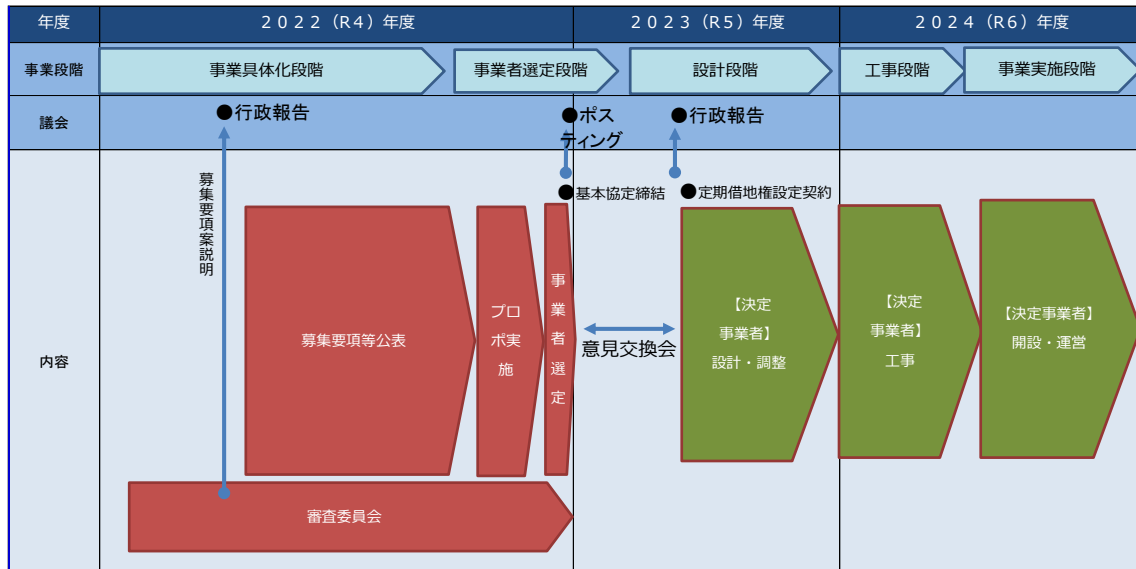 年度
2022（R4）年度
2023（R5）年度
2024（R6）年度
事業段階
事業具体化段階
事業者選定段階
設計段階
工事段階
事業実施段階
議会
●行政報告
●ポス
ティング
●行政報告
内容
募集要項案説明
●基本協定締結
●定期借地権設定契約
募集要項等公表
プロ
ポ実
施
事業者選定
意見交換会
【決定
事業者】
設計・調整
【決定
事業者】
工事
【決定事業者】
開設・運営
審査委員会